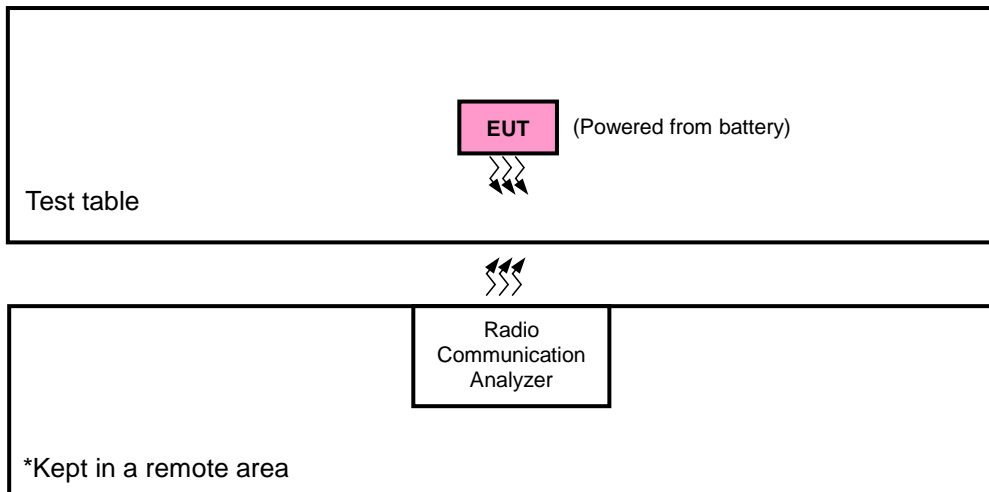 EUT
(Powered from battery)
Test table
Radio
Communication
Analyzer
*Kept in a remote area